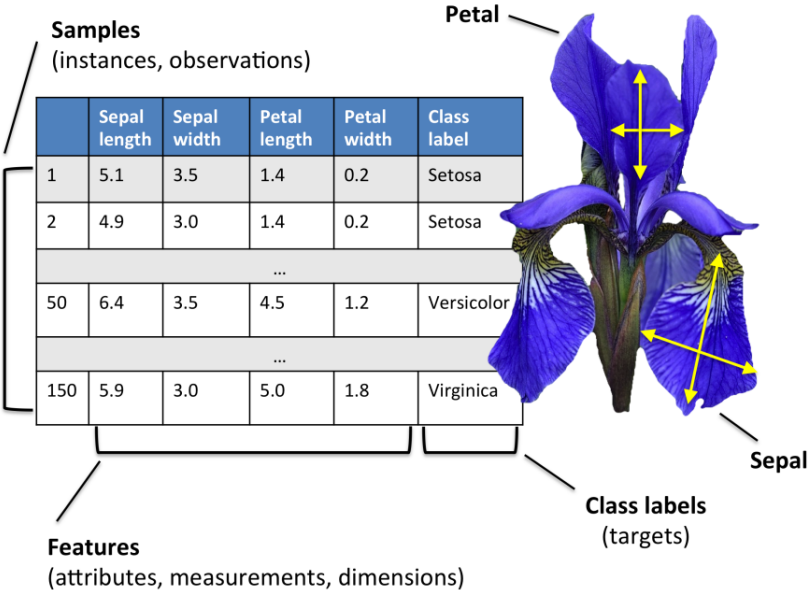 Petal
Samples
(instances, observations)
Sepal length Sepal width Petal length Petal width Class label
1 5.1 3.5 1.4 0.2 Setosa
2 4.9 3.0 1.4 0.2 Setosa
...
50 6.4 3.5 4.5 1.2 Versicolor
...
150 5.9 3.0 5.0 1.8 Virginica
Sepal
Class labels
(targets)
Features
(attributes, measurements, dimensions)